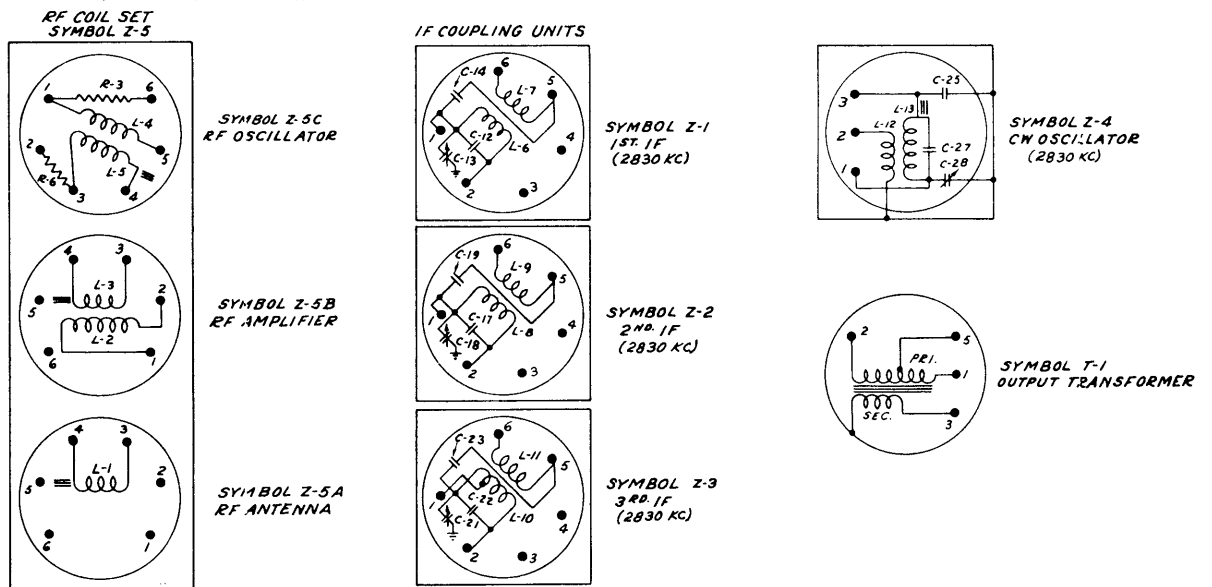 RF COIL SET
SYMBOL Z-5
1
R-3
6
L-4
2
5
L-5
R-6
3
4
SYMBOL Z-5C
RF OSCILLATOR
4
3
L-3
5
2
L-2
6
1
SYMBOL Z-5B
RF AMPLIFIER
4
3
L-1
5
2
6
1
SYMBOL Z-5A
RF ANTENNA
IF COUPLING UNITS
6
C-14
5
L-7
1
C-12
L-6
4
C-13
2
3
SYMBOL Z-1
1ST. IF
(2830 KC)
6
C-19
5
L-9
1
C-17
L-8
4
C-18
2
3
SYMBOL Z-2
2ND. IF
(2830 KC)
6
C-23
5
L-11
1
C-22
L-10
4
C-21
2
3
SYMBOL Z-3
3RD. IF
(2830 KC)
C-25
3
L-13
L-12
2
C-27
C-28
1
SYMBOL Z-4
CW OSCILLATOR
(2830 KC)
2
5
PRI.
1
SEC.
3
SYMBOL T-1
OUTPUT TRANSFORMER